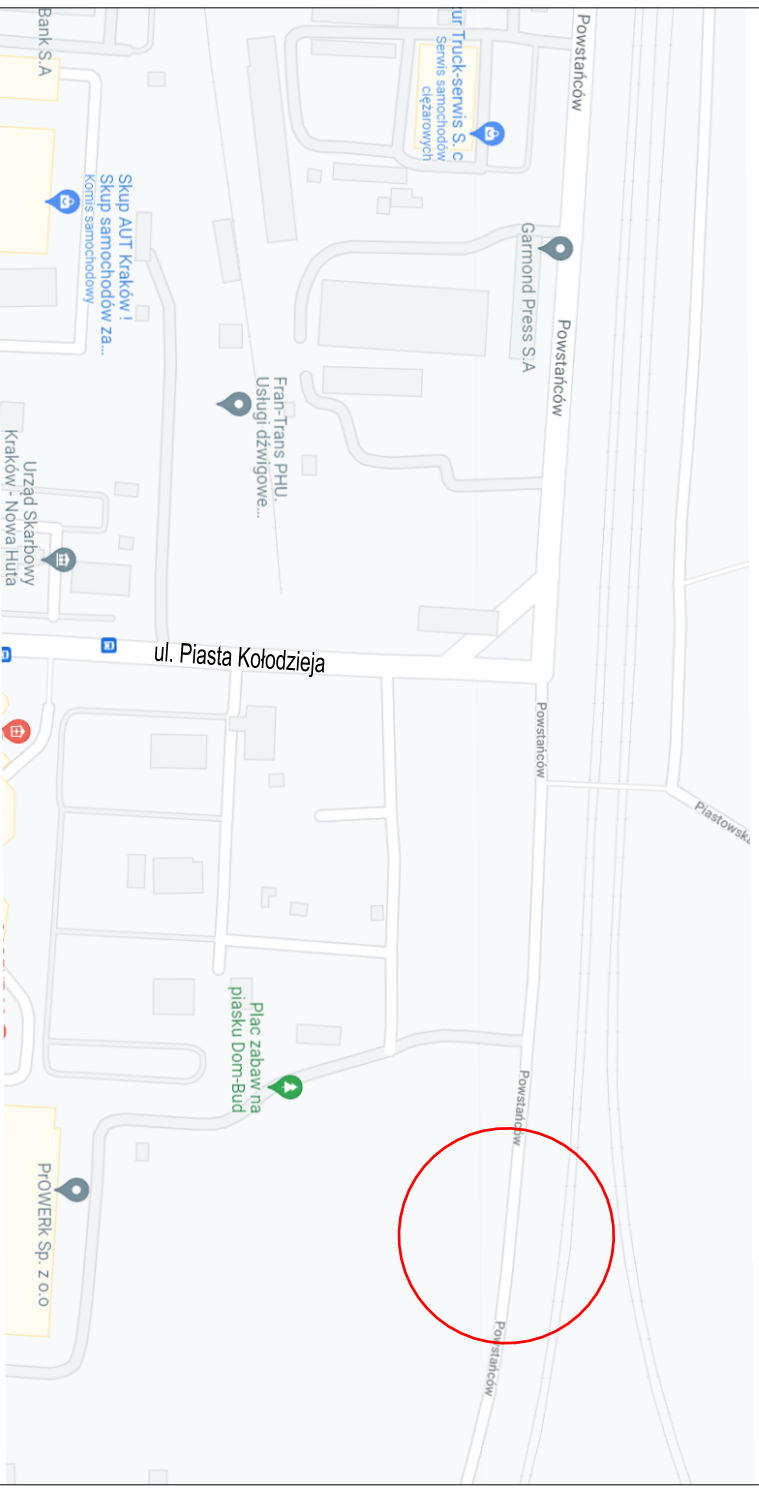 Bank S.A
ur Truck-serwis S. c
Serwis samochodów
ciężarowych
Powstańców
Skup AUT Kraków !
Skup samochodów za...
Komis samochodowy
Garmond Press S.A
Powstańców
Fran-Trans PHU.
Usługi dźwigowe...
Urząd Skarbowy
Kraków - Nowa Huta
ul. Piasta Kołodzieja
Powstańców
Piastowska
Plac zabaw na
piasku Dom-Bud
Powstańców
PrOWERk Sp. z o.o
Powstańców